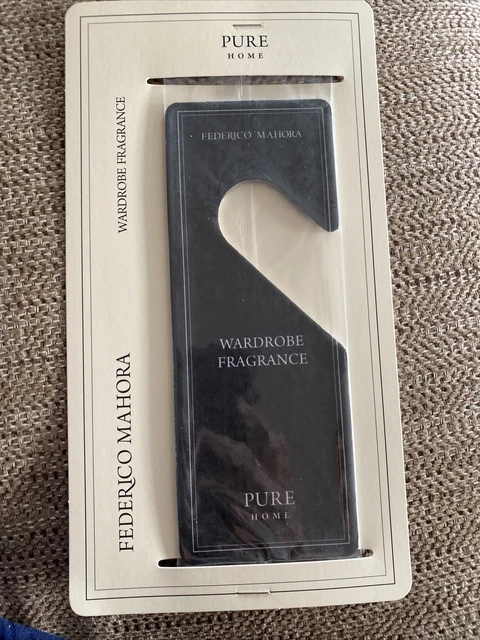 PURE
HOME
WARDROBE FRAGRANCE
FEDERICO MAHORA
FEDERICO MAHORA
WARDROBE
FRAGRANCE
PURE
HOME